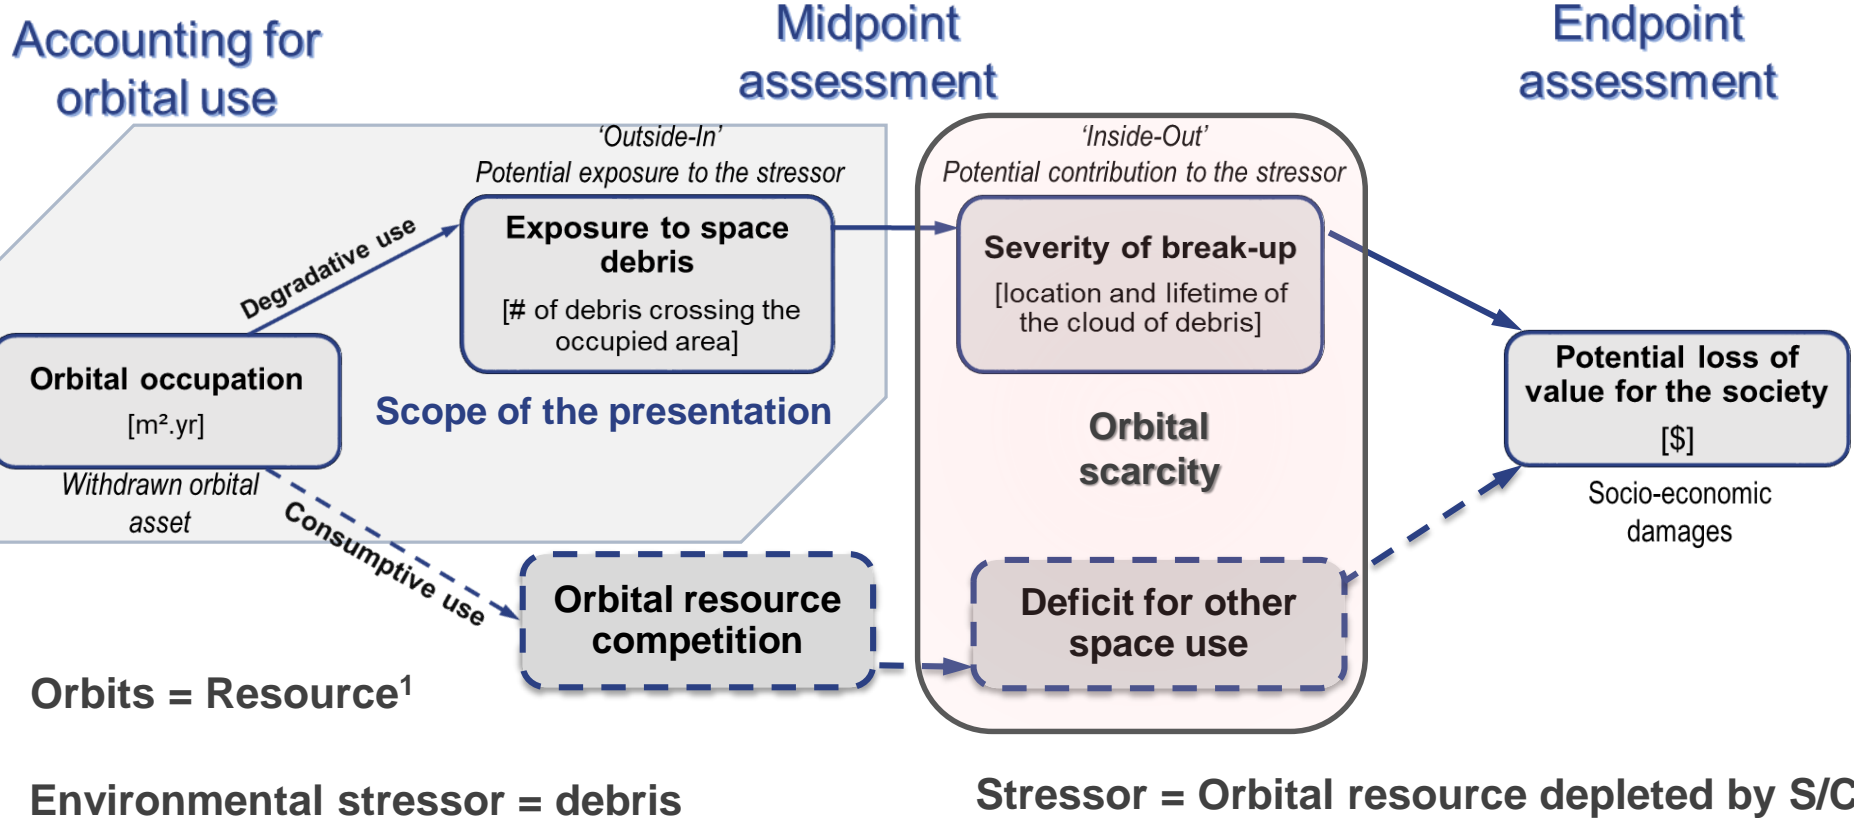 Accounting for
orbital use
Midpoint
assessment
Endpoint
assessment
‘Outside-In’
Potential exposure to the stressor
‘Inside-Out’
Potential contribution to the stressor
Degradative use
Exposure to space
debris
[# of debris crossing the
occupied area]
Severity of break-up
[location and lifetime of
the cloud of debris]
Orbital occupation
[m².yr]
Withdrawn orbital
asset
Scope of the presentation
Orbital
scarcity
Potential loss of
value for the society
[$]
Socio-economic
damages
Consumptive use
Orbital resource
competition
Deficit for other
space use
Orbits = Resource¹
Environmental stressor = debris
Stressor = Orbital resource depleted by S/C